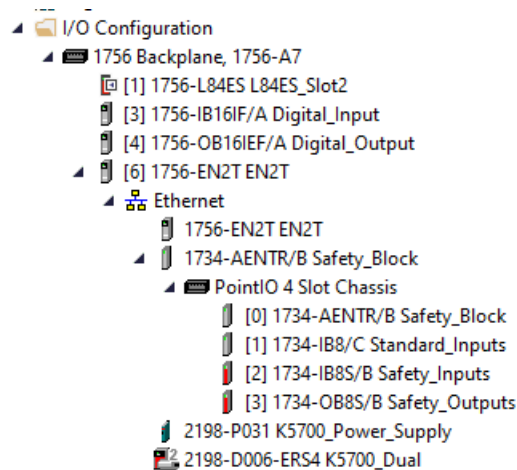 I/O Configuration
1756 Backplane, 1756-A7
[1] 1756-L84ES L84ES_Slot2
[3] 1756-IB16IF/A Digital_Input
[4] 1756-OB16IEF/A Digital_Output
[6] 1756-EN2T EN2T
Ethernet
1756-EN2T EN2T
1734-AENTR/B Safety_Block
PointIO 4 Slot Chassis
[0] 1734-AENTR/B Safety_Block
[1] 1734-IB8/C Standard_Inputs
[2] 1734-IB8S/B Safety_Inputs
[3] 1734-OB8S/B Safety_Outputs
2198-P031 K5700_Power_Supply
2198-D006-ERS4 K5700_Dual